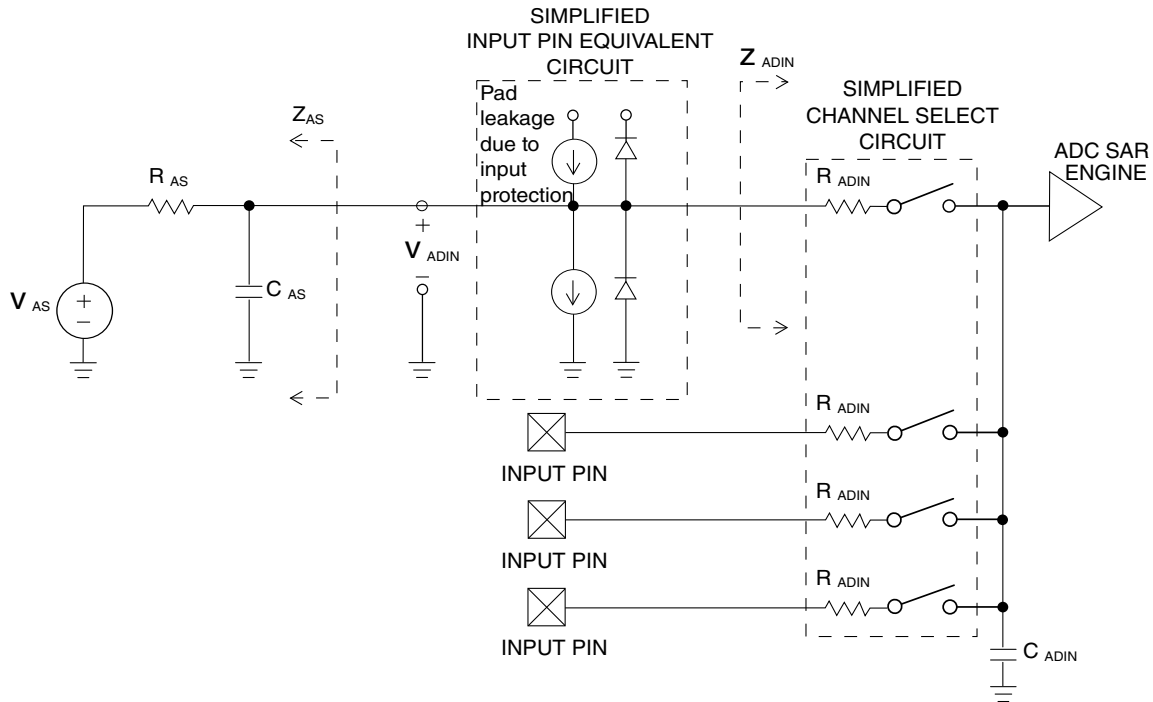 SIMPLIFIED
INPUT PIN EQUIVALENT
CIRCUIT
Pad
leakage
due to
input
protection
Z ADIN
SIMPLIFIED
CHANNEL SELECT
CIRCUIT
ADC SAR
ENGINE
Z AS
R AS
R ADIN
+
V ADIN
–
C AS
V AS
+
–
R ADIN
INPUT PIN
R ADIN
INPUT PIN
R ADIN
INPUT PIN
C ADIN